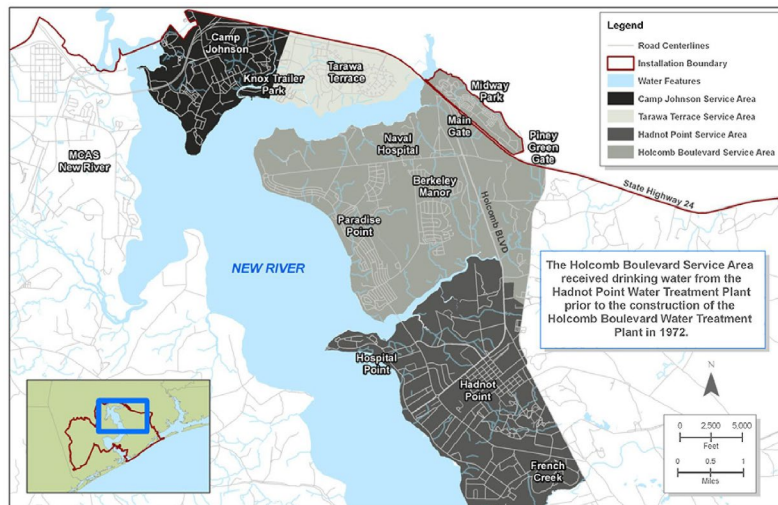 Camp
Johnson
Knox Trailer
Park
Tarawa
Terrace
Midway
Park
Main
Gate
Piney
Green
Gate
Naval
Hospital
Berkeley
Manor
Holcomb BLVD
State Highway 24
MCAS
New River
Paradise
Point
NEW RIVER
Hospital
Point
Hadnot
Point
French
Creek
Legend
Road Centerlines
Installation Boundary
Water Features
Camp Johnson Service Area
Tarawa Terrace Service Area
Hadnot Point Service Area
Holcomb Boulevard Service Area
The Holcomb Boulevard Service Area
received drinking water from the
Hadnot Point Water Treatment Plant
prior to the construction of the
Holcomb Boulevard Water Treatment
Plant in 1972.
N
0 2,500 5,000
Feet
0 0.5 1
Miles